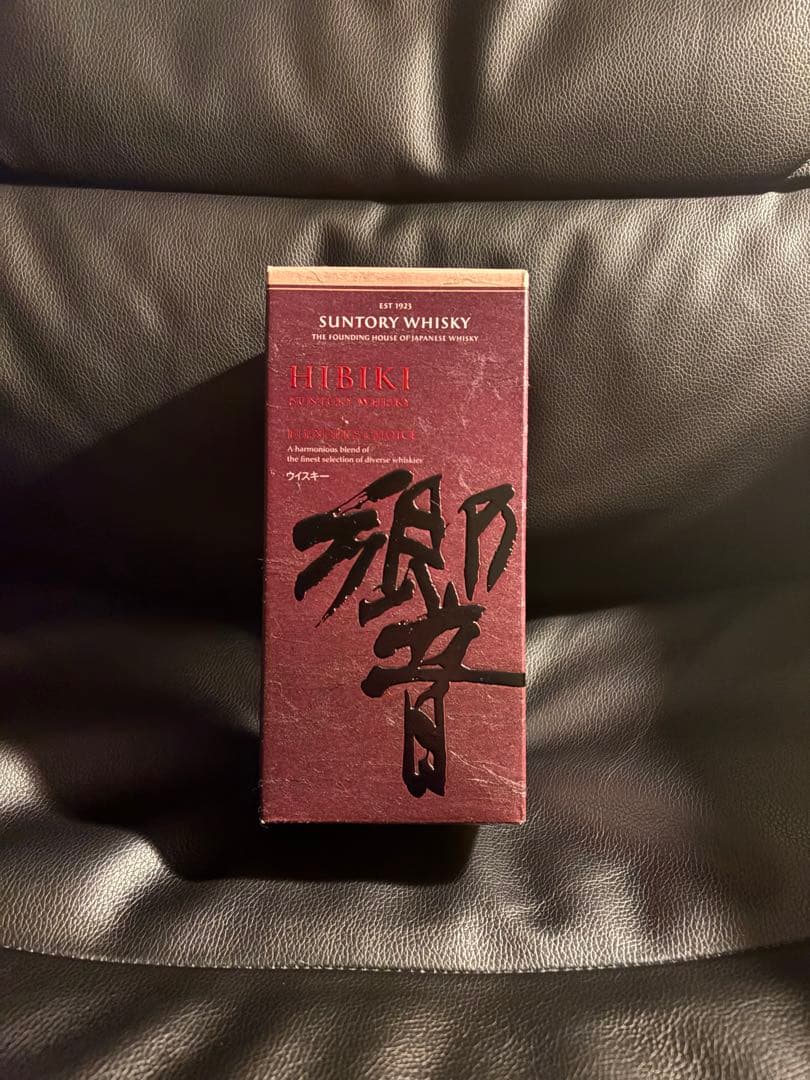 EST 1923
SUNTORY WHISKY
THE FOUNDING HOUSE OF JAPANESE WHISKY
HIBIKI
SUNTORY WHISKY
BLENDER'S CHOICE
A harmonious blend of
the finest selection of diverse whiskies
ウイスキー
響